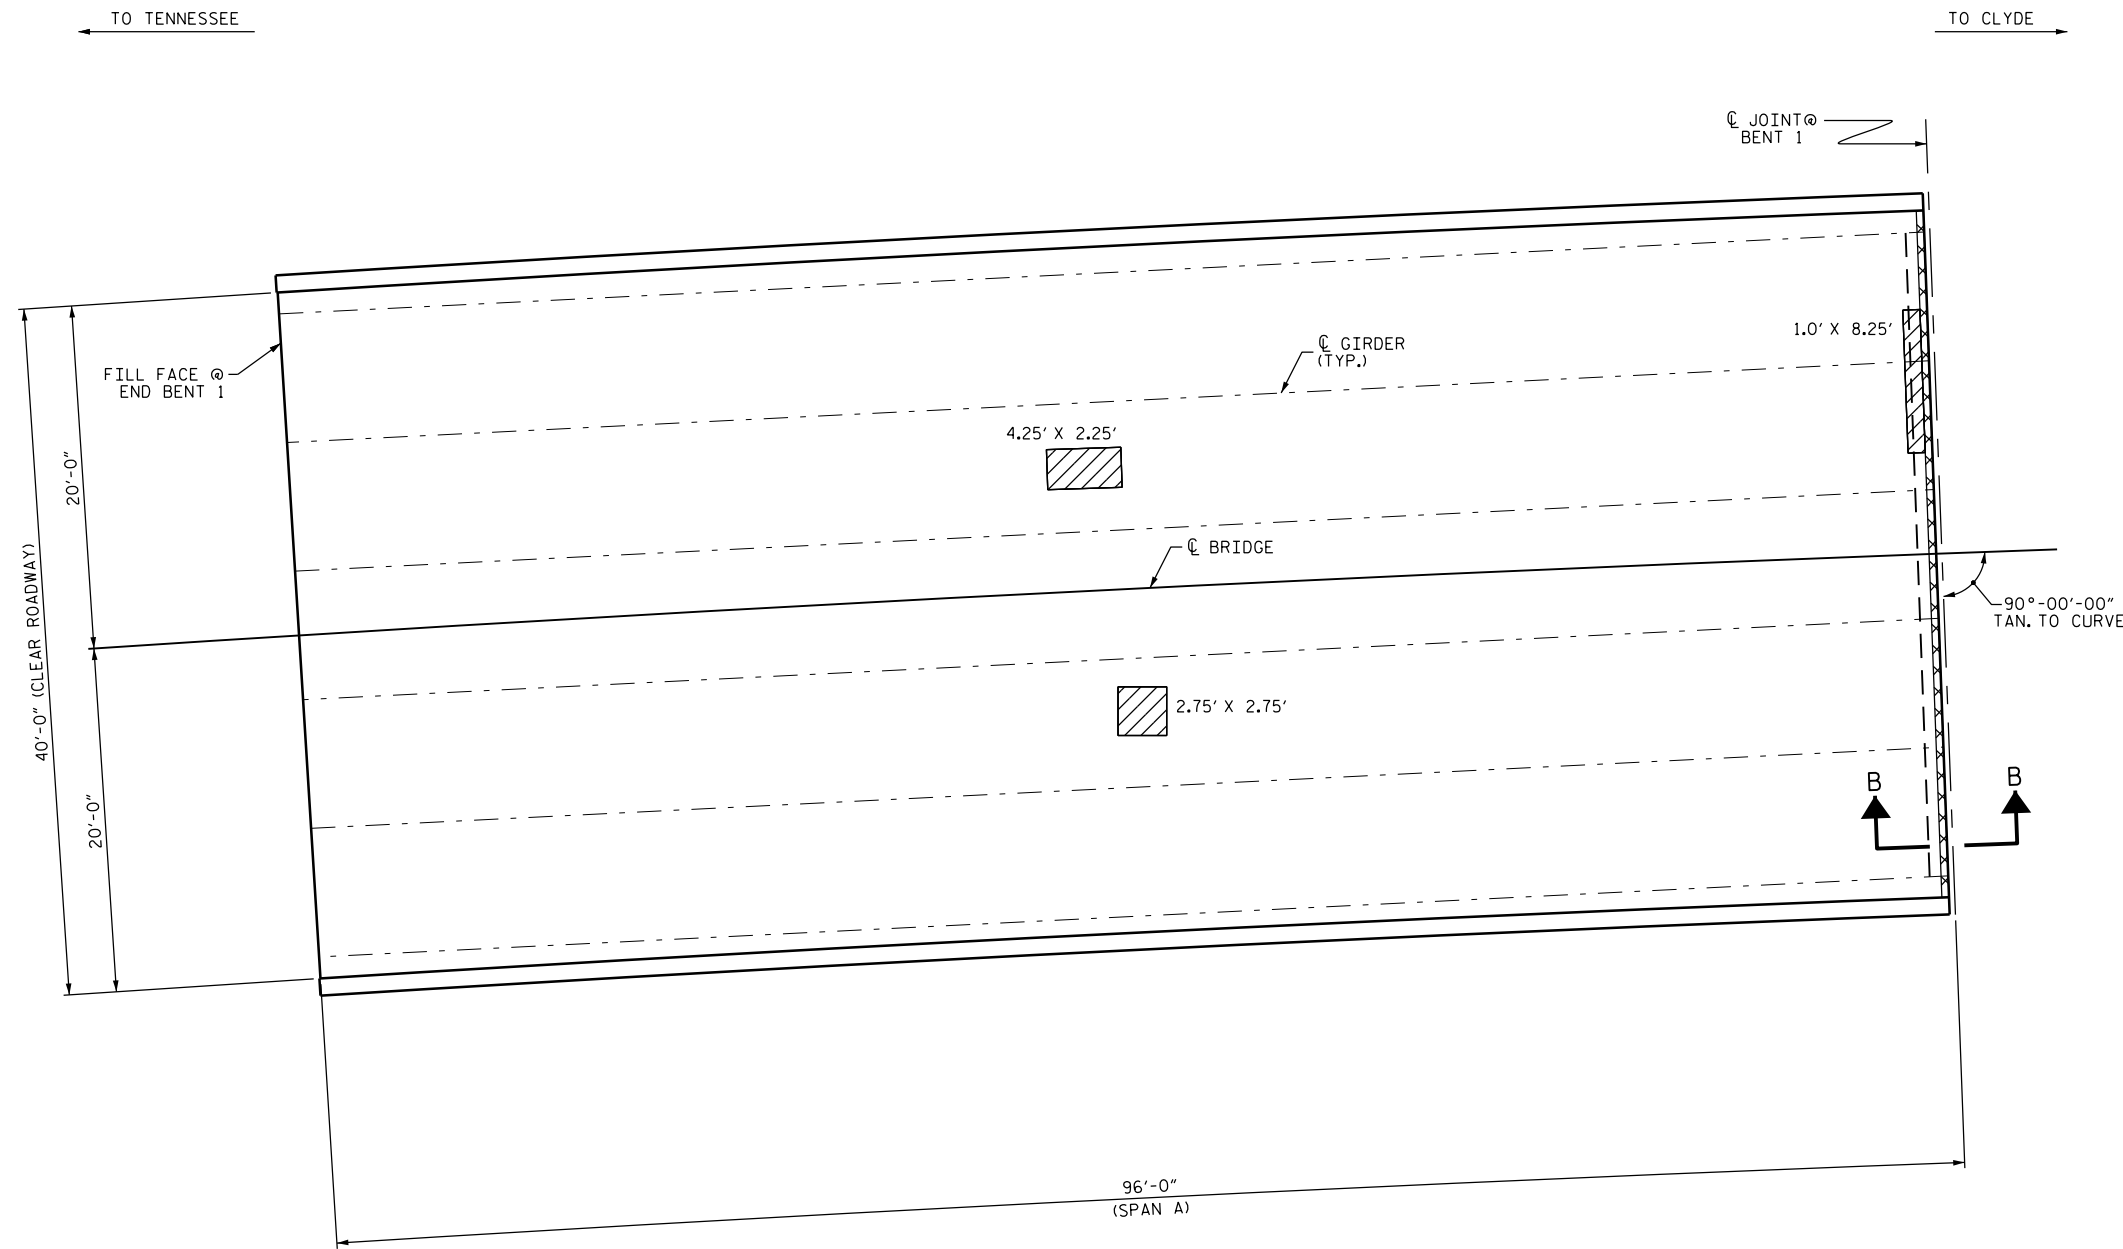 TO TENNESSEE
TO CLYDE
℄ JOINT@
BENT 1
1.0' X 8.25'
℄ GIRDER
(TYP.)
FILL FACE @
END BENT 1
4.25' X 2.25'
20'-0"
℄ BRIDGE
40'-0" (CLEAR ROADWAY)
90°-00'-00"
TAN. TO CURVE
2.75' X 2.75'
B
B
20'-0"
96'-0"
(SPAN A)